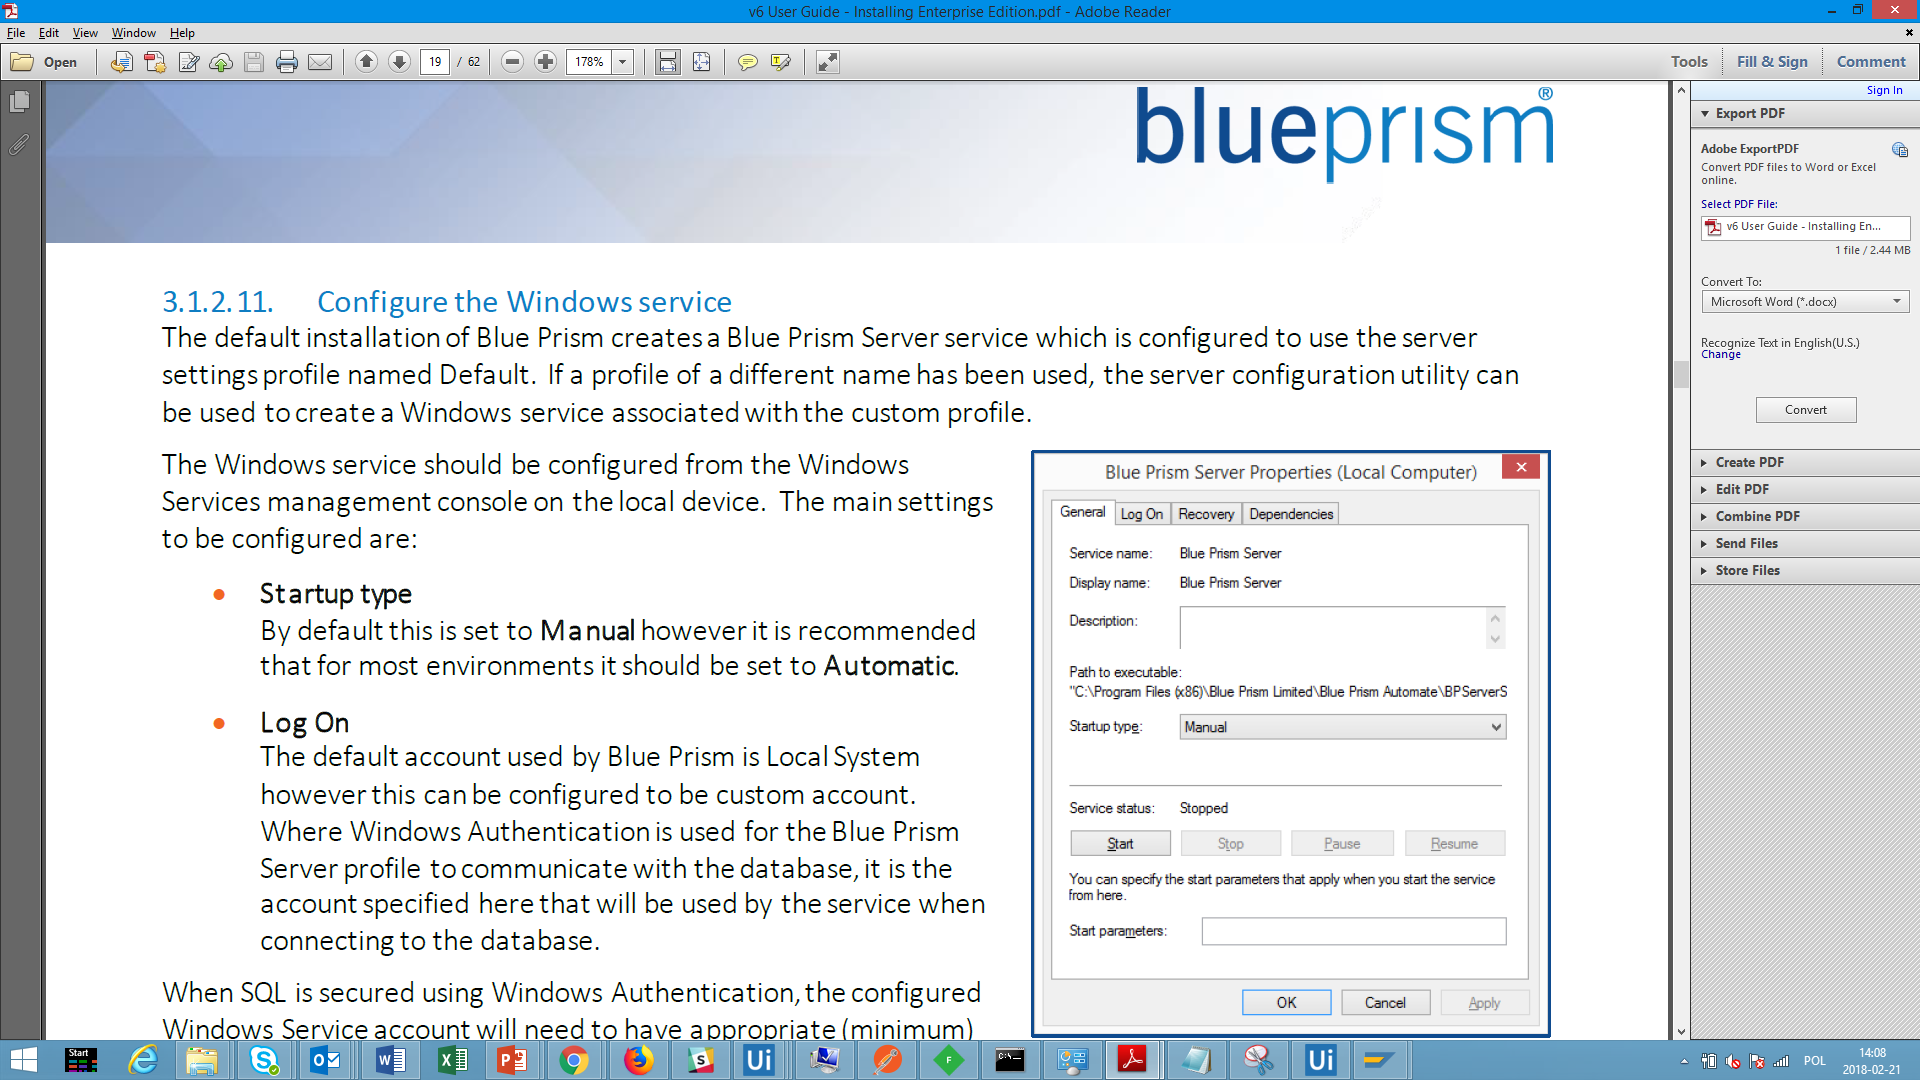 v6 User Guide - Installing Enterprise Edition.pdf - Adobe Reader
File Edit View Window Help
Open 19 / 62 178% Tools Fill & Sign Comment
Sign In
Export PDF
Adobe ExportPDF
Convert PDF files to Word or Excel
online.
Select PDF File:
v6 User Guide - Installing En...
1 file / 2.44 MB
Convert To:
Microsoft Word (*.docx)
Recognize Text in English(U.S.)
Change
Convert
Create PDF
Edit PDF
Combine PDF
Send Files
Store Files
blueprism®
3.1.2.11. Configure the Windows service
The default installation of Blue Prism creates a Blue Prism Server service which is configured to use the server
settings profile named Default. If a profile of a different name has been used, the server configuration utility can
be used to create a Windows service associated with the custom profile.
The Windows service should be configured from the Windows
Services management console on the local device. The main settings
to be configured are:
• Startup type
By default this is set to Manual however it is recommended
that for most environments it should be set to Automatic.
• Log On
The default account used by Blue Prism is Local System
however this can be configured to be custom account.
Where Windows Authentication is used for the Blue Prism
Server profile to communicate with the database, it is the
account specified here that will be used by the service when
connecting to the database.
When SQL is secured using Windows Authentication, the configured
Windows Service account will need to have appropriate (minimum)
Blue Prism Server Properties (Local Computer)
General Log On Recovery Dependencies
Service name: Blue Prism Server
Display name: Blue Prism Server
Description:
Path to executable:
"C:\Program Files (x86)\Blue Prism Limited\Blue Prism Automate\BPServerS
Startup type: Manual
Service status: Stopped
Start Stop Pause Resume
You can specify the start parameters that apply when you start the service
from here.
Start parameters:
OK Cancel Apply
Start
Ui
Ui
POL
14:08
2018-02-21